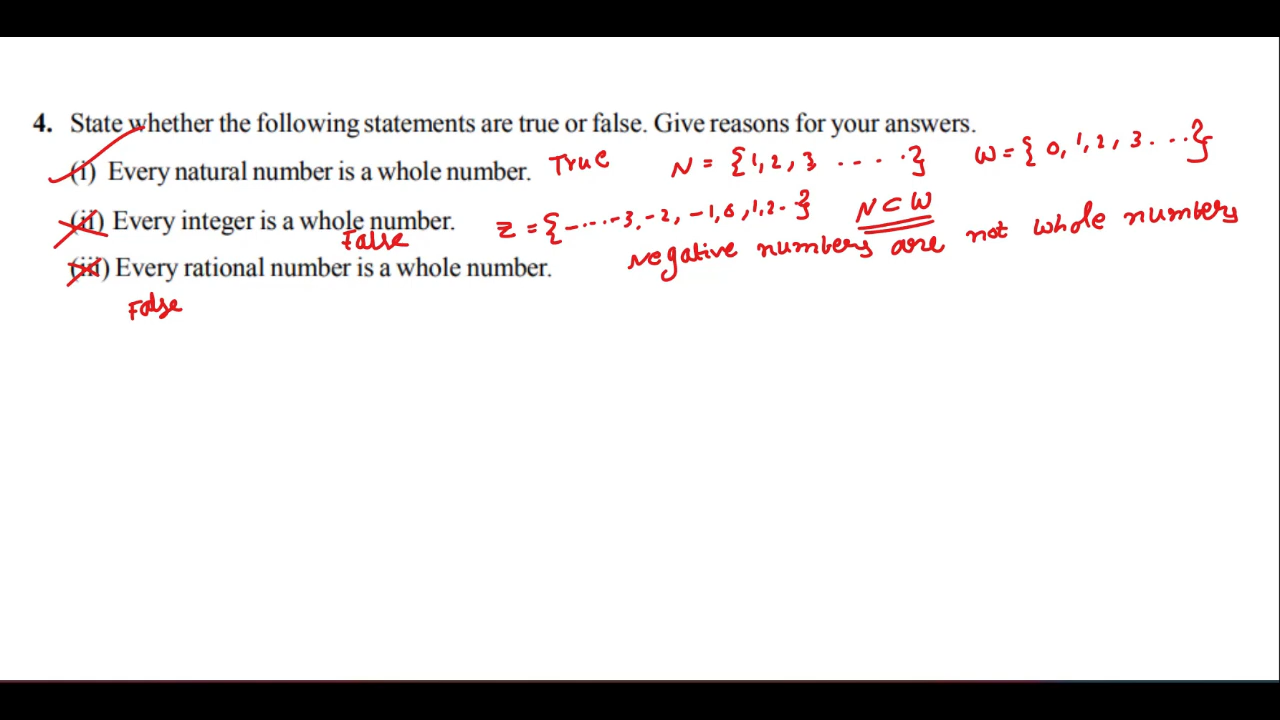 4. State whether the following statements are true or false. Give reasons for your answers.
(i) Every natural number is a whole number. True N = {1, 2, 3 .....} W = {0, 1, 2, 3 ...}
(ii) Every integer is a whole number. Z = {-.....-3, -2, -1, 0, 1, 2 -} N ⊂ W
False negative numbers are not whole numbers
(iii) Every rational number is a whole number.
False